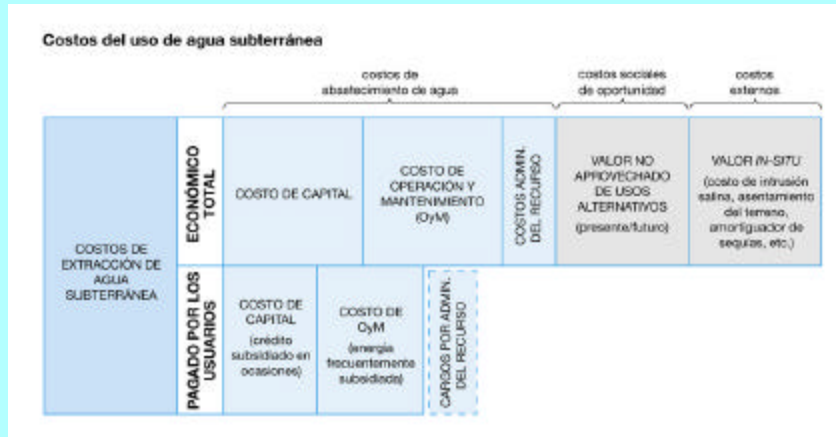 Costos del uso de agua subterránea
costos de
abastecimiento de agua
costos sociales
de oportunidad
costos
externos
COSTOS DE
EXTRACCIÓN DE
AGUA
SUBTERRÁNEA
ECONÓMICO
TOTAL
COSTO DE CAPITAL
COSTO DE
OPERACIÓN Y
MANTENIMIENTO
(OyM)
COSTOS ADMIN.
DEL RECURSO
VALOR NO
APROVECHADO
DE USOS
ALTERNATIVOS
(presente/futuro)
VALOR IN-SITU
(costo de intrusión
salina, asentamiento
del terreno,
amortiguador de
sequías, etc.)
PAGADO POR LOS
USUARIOS
COSTO DE
CAPITAL
(crédito
subsidiado en
ocasiones)
COSTO DE
OyM
(energía
frecuentemente
subsidiada)
CARGOS POR ADMIN.
DEL RECURSO